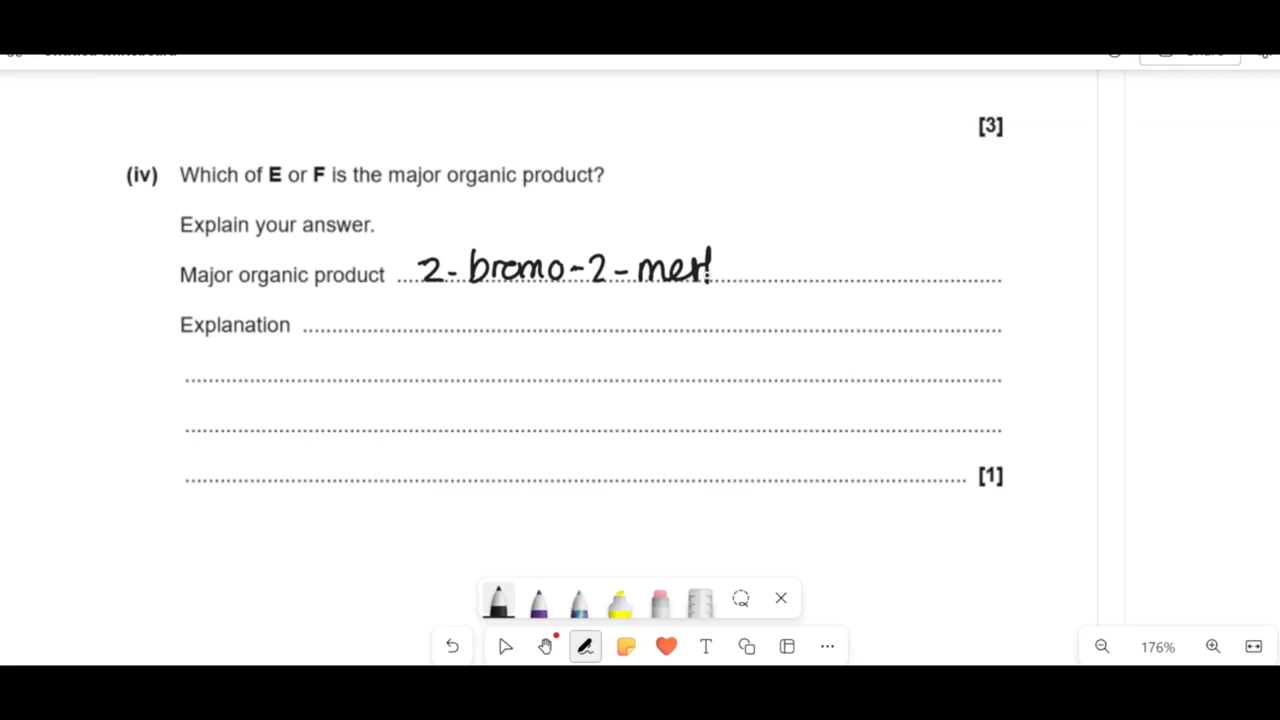 [3]
(iv) Which of E or F is the major organic product?
Explain your answer.
Major organic product ........ 2-bromo-2-met
Explanation ........
[1]
176%